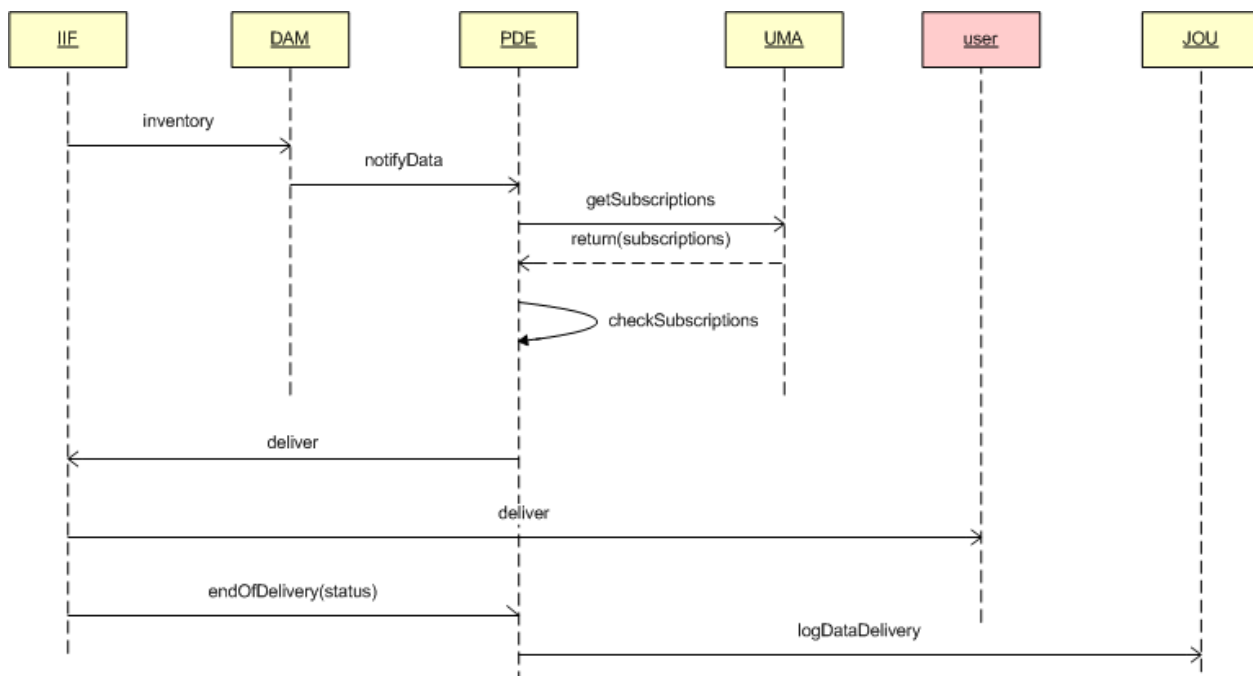 IIF
DAM
PDE
UMA
user
JOU
inventory
notifyData
getSubscriptions
return(subscriptions)
checkSubscriptions
deliver
deliver
endOfDelivery(status)
logDataDelivery